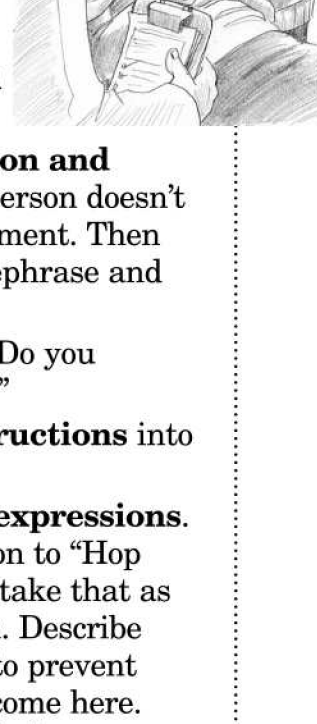 on and
erson doesn't
ment. Then
ephrase and
Do you
”
ructions into
expressions.
on to “Hop
take that as
. Describe
to prevent
come here.